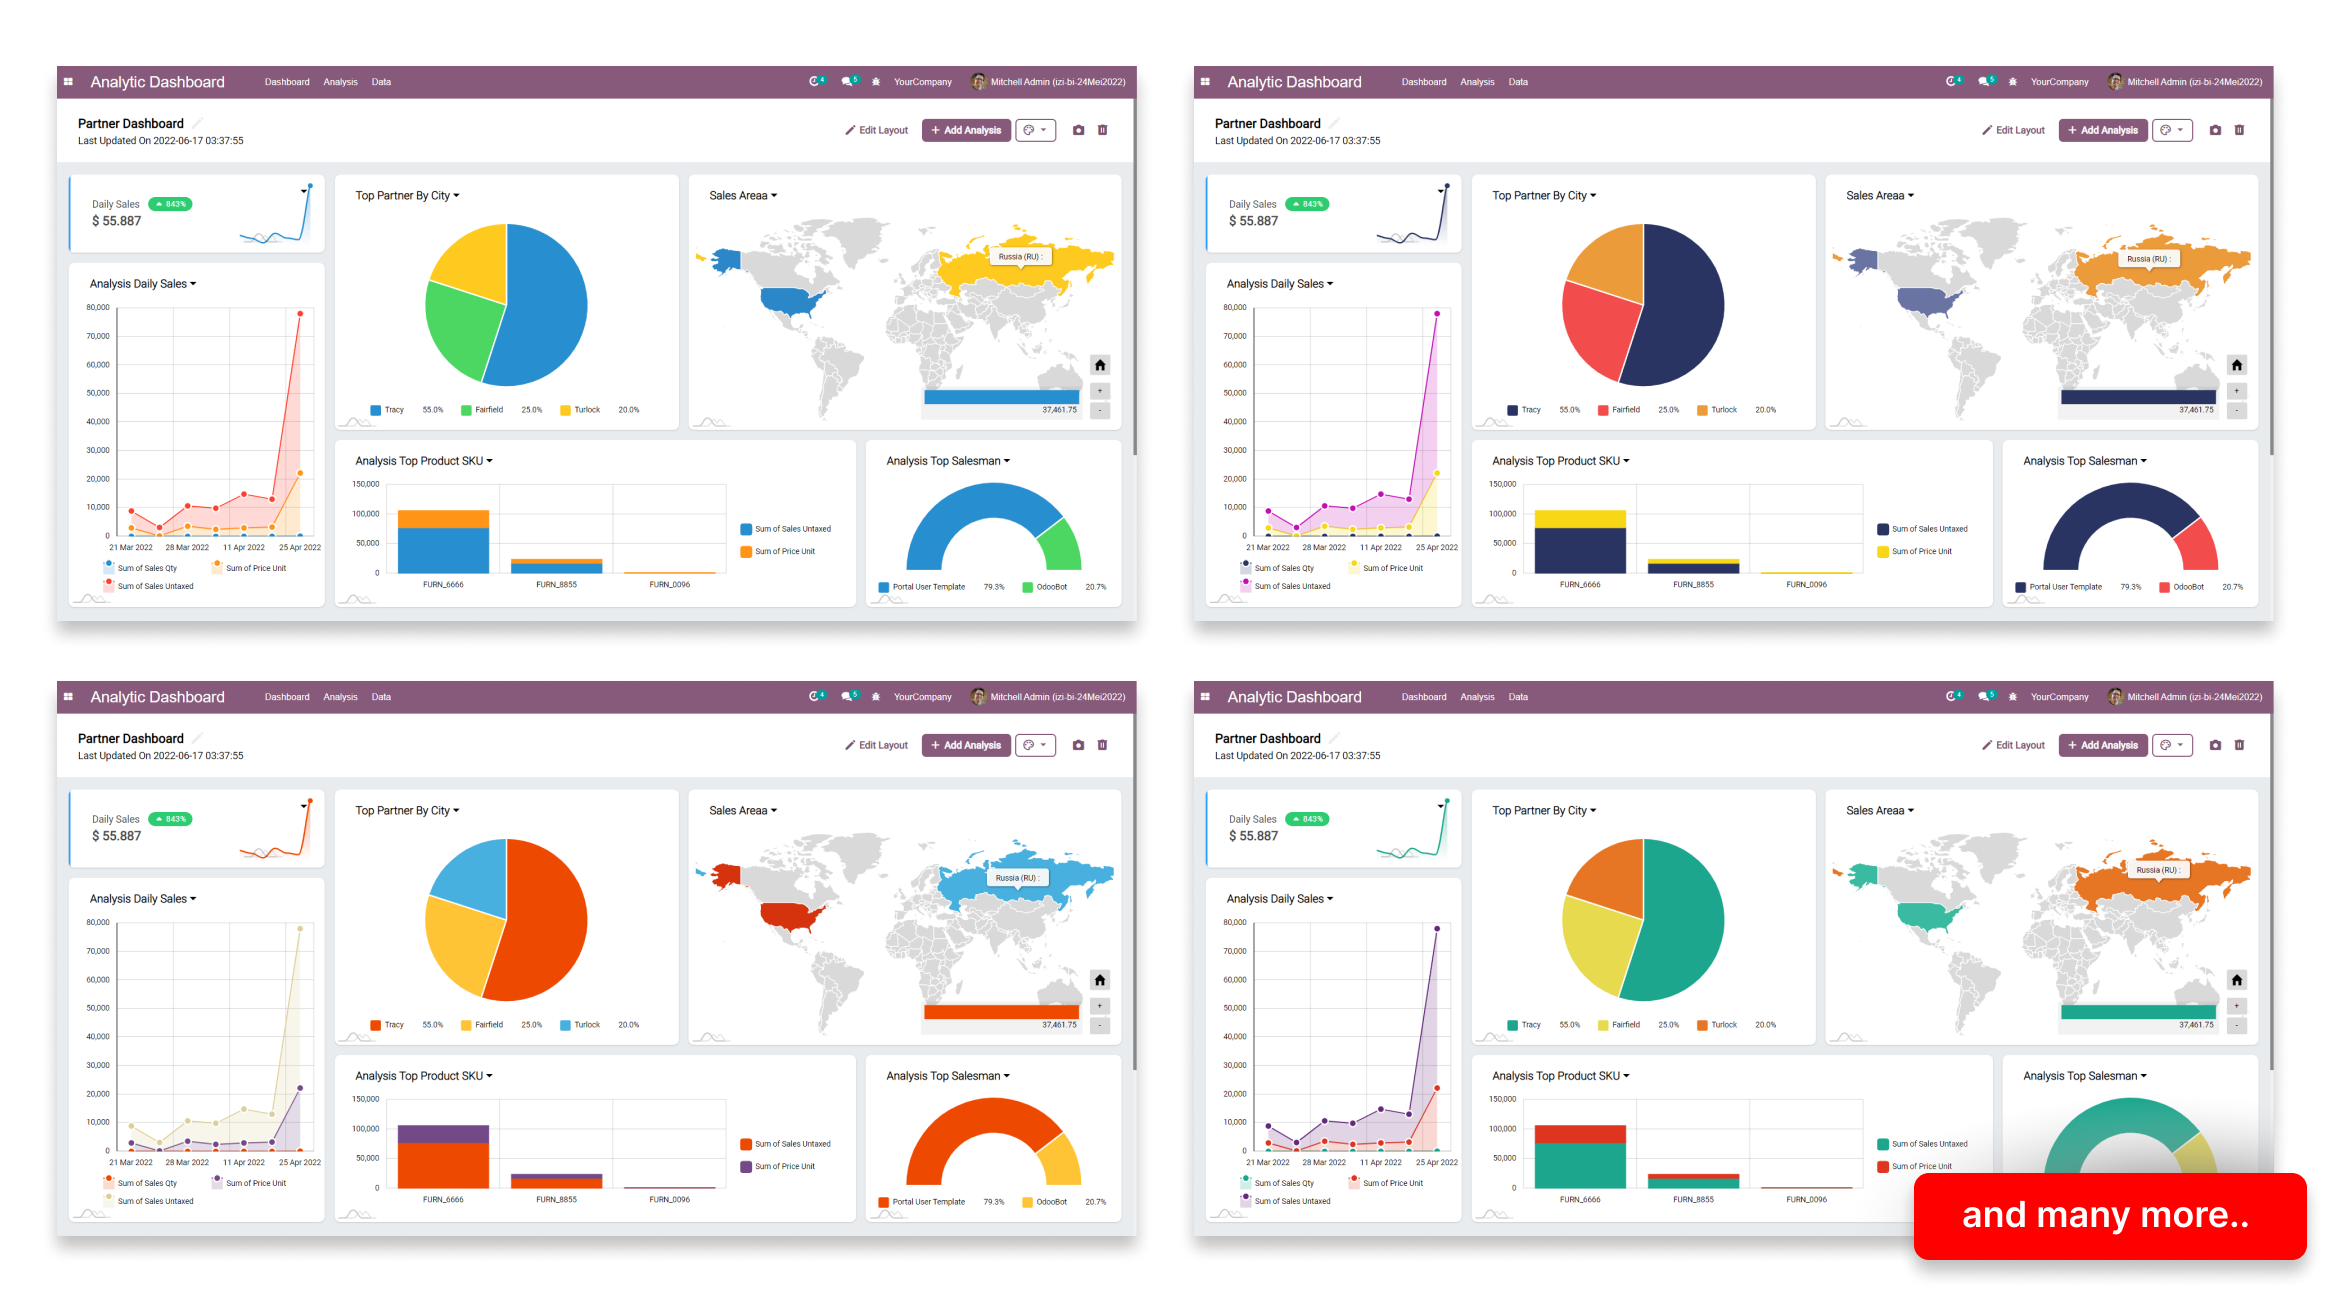 Analytic Dashboard Dashboard Analysis Data 4 5 YourCompany Mitchell Admin (izi-bi-24Mei2022)
Partner Dashboard
Last Updated On 2022-06-17 03:37:55
Edit Layout + Add Analysis
Daily Sales 843%
$ 55.887
Analysis Daily Sales
80,000
70,000
60,000
50,000
40,000
30,000
20,000
10,000
0
21 Mar 2022 28 Mar 2022 11 Apr 2022 25 Apr 2022
Sum of Sales Qty Sum of Price Unit
Sum of Sales Untaxed
Top Partner By City
Tracy 55.0% Fairfield 25.0% Turlock 20.0%
Sales Areaa
Russia (RU) :
+
37,461.75 -
Analysis Top Product SKU
150,000
100,000
50,000
0
FURN_6666 FURN_8855 FURN_0096
Sum of Sales Untaxed
Sum of Price Unit
Analysis Top Salesman
Portal User Template 79.3% OdooBot 20.7%
Analytic Dashboard Dashboard Analysis Data 4 5 YourCompany Mitchell Admin (izi-bi-24Mei2022)
Partner Dashboard
Last Updated On 2022-06-17 03:37:55
Edit Layout + Add Analysis
Daily Sales 843%
$ 55.887
Analysis Daily Sales
80,000
70,000
60,000
50,000
40,000
30,000
20,000
10,000
0
21 Mar 2022 28 Mar 2022 11 Apr 2022 25 Apr 2022
Sum of Sales Qty Sum of Price Unit
Sum of Sales Untaxed
Top Partner By City
Tracy 55.0% Fairfield 25.0% Turlock 20.0%
Sales Areaa
Russia (RU) :
+
37,461.75 -
Analysis Top Product SKU
150,000
100,000
50,000
0
FURN_6666 FURN_8855 FURN_0096
Sum of Sales Untaxed
Sum of Price Unit
Analysis Top Salesman
Portal User Template 79.3% OdooBot 20.7%
Analytic Dashboard Dashboard Analysis Data 4 5 YourCompany Mitchell Admin (izi-bi-24Mei2022)
Partner Dashboard
Last Updated On 2022-06-17 03:37:55
Edit Layout + Add Analysis
Daily Sales 843%
$ 55.887
Analysis Daily Sales
80,000
70,000
60,000
50,000
40,000
30,000
20,000
10,000
0
21 Mar 2022 28 Mar 2022 11 Apr 2022 25 Apr 2022
Sum of Sales Qty Sum of Price Unit
Sum of Sales Untaxed
Top Partner By City
Tracy 55.0% Fairfield 25.0% Turlock 20.0%
Sales Areaa
Russia (RU) :
+
37,461.75 -
Analysis Top Product SKU
150,000
100,000
50,000
0
FURN_6666 FURN_8855 FURN_0096
Sum of Sales Untaxed
Sum of Price Unit
Analysis Top Salesman
Portal User Template 79.3% OdooBot 20.7%
Analytic Dashboard Dashboard Analysis Data 4 5 YourCompany Mitchell Admin (izi-bi-24Mei2022)
Partner Dashboard
Last Updated On 2022-06-17 03:37:55
Edit Layout + Add Analysis
Daily Sales 843%
$ 55.887
Analysis Daily Sales
80,000
70,000
60,000
50,000
40,000
30,000
20,000
10,000
0
21 Mar 2022 28 Mar 2022 11 Apr 2022 25 Apr 2022
Sum of Sales Qty Sum of Price Unit
Sum of Sales Untaxed
Top Partner By City
Tracy 55.0% Fairfield 25.0% Turlock 20.0%
Sales Areaa
Russia (RU) :
+
37,461.75 -
Analysis Top Product SKU
150,000
100,000
50,000
0
FURN_6666 FURN_8855 FURN_0096
Sum of Sales Untaxed
Sum of Price Unit
Analysis Top Salesman
and many more..